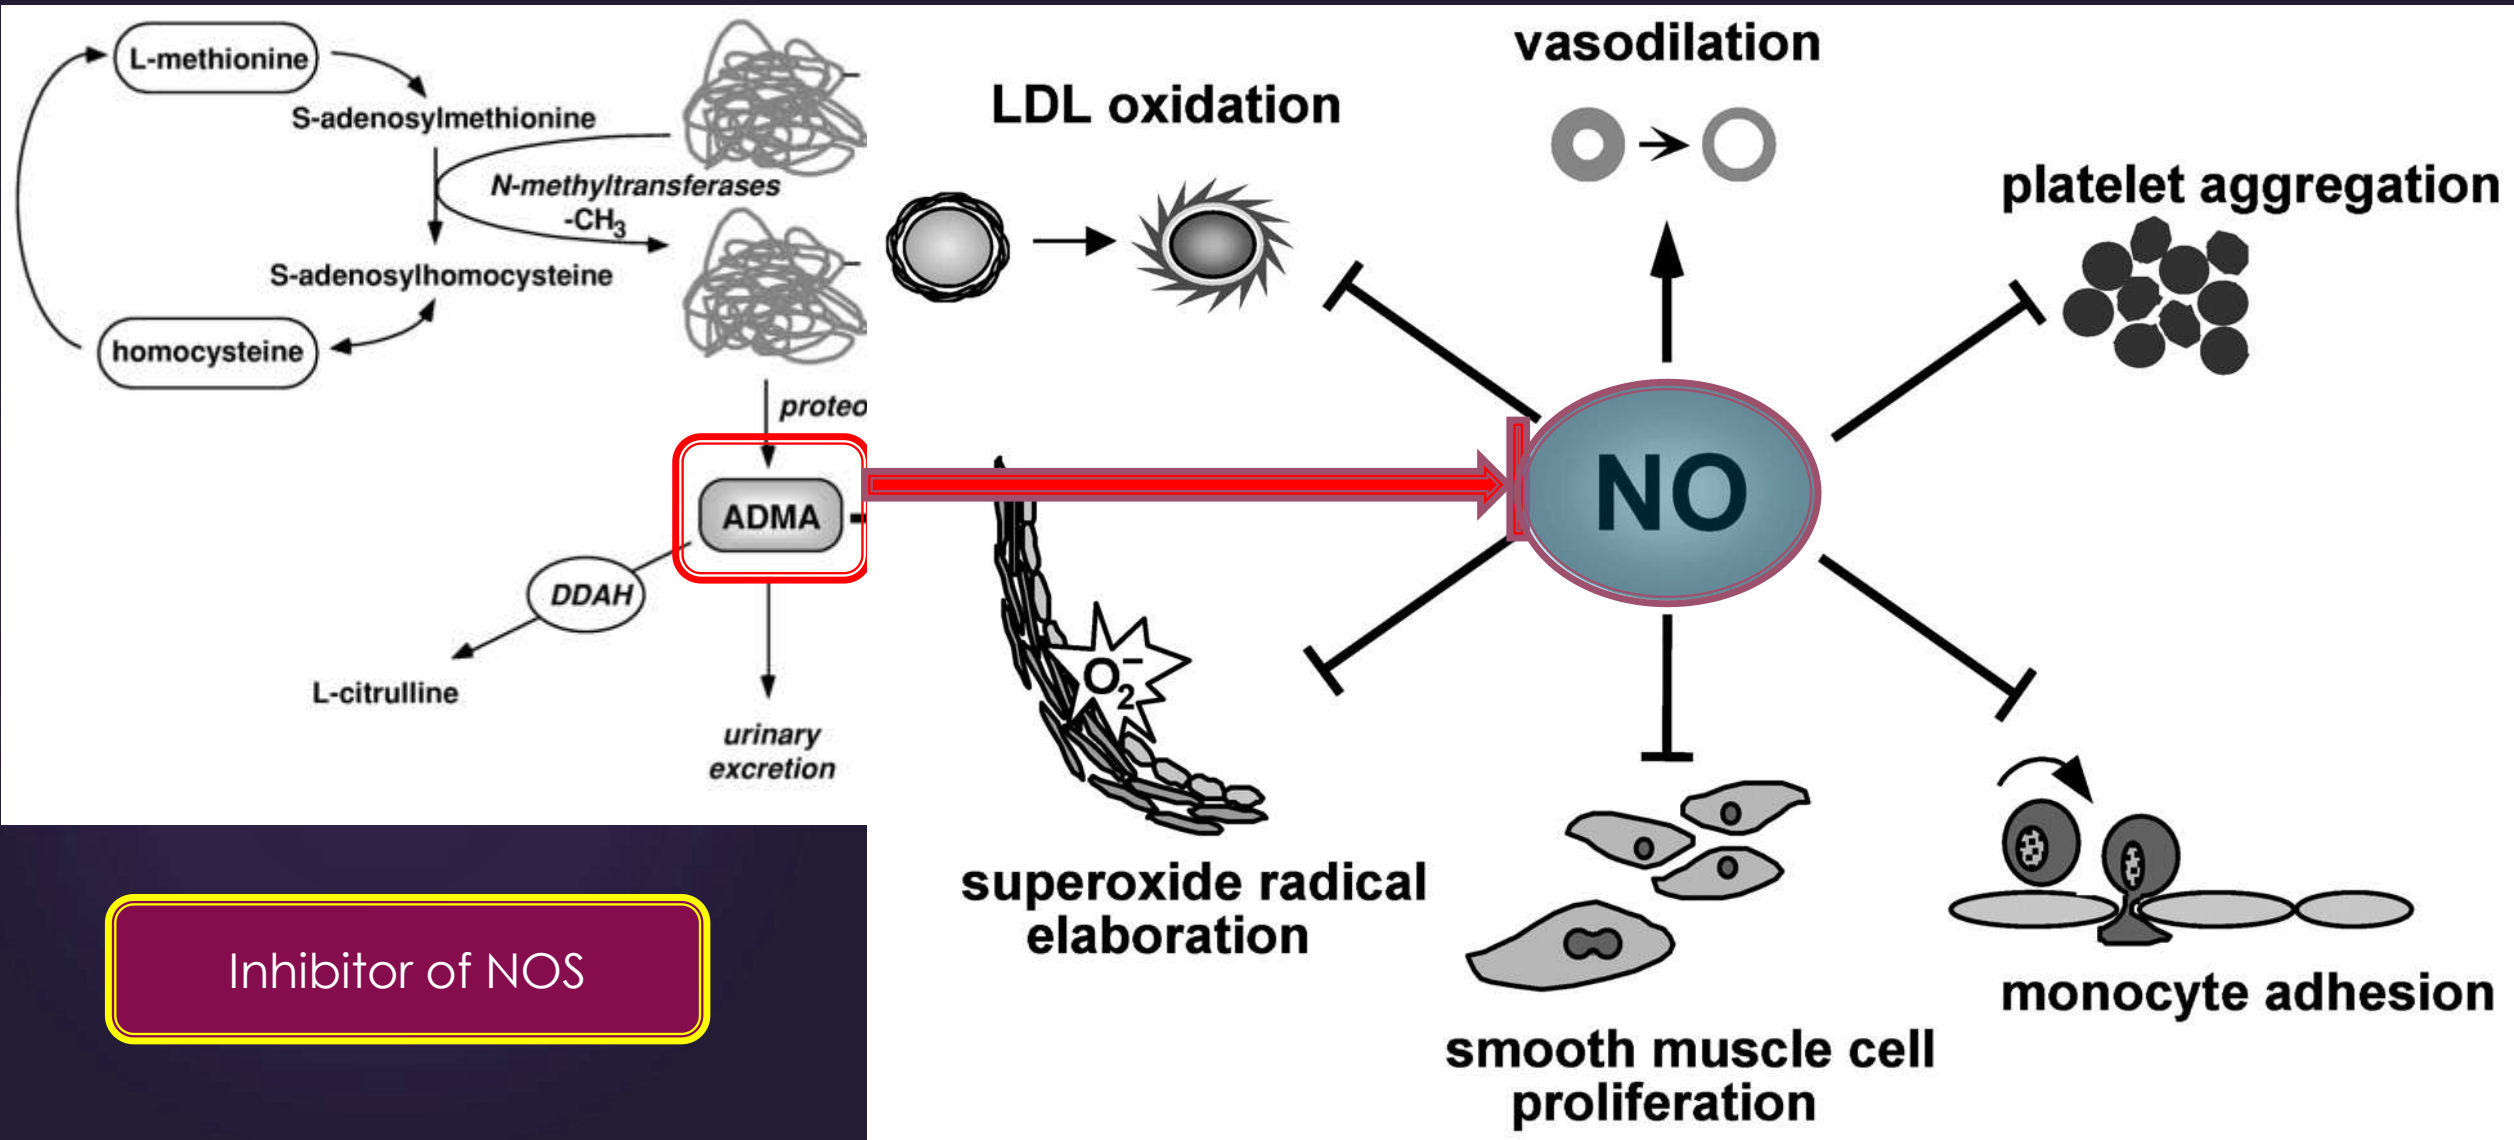 L-methionine
S-adenosylmethionine
N-methyltransferases
-CH3
S-adenosylhomocysteine
homocysteine
proteo
ADMA
DDAH
L-citrulline
urinary
excretion
Inhibitor of NOS
LDL oxidation
vasodilation
platelet aggregation
NO
O2−
superoxide radical
elaboration
smooth muscle cell
proliferation
monocyte adhesion